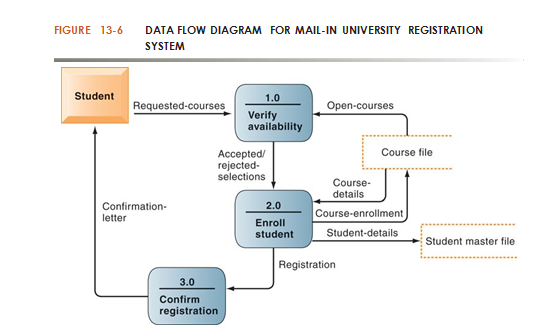 FIGURE 13-6 DATA FLOW DIAGRAM FOR MAIL-IN UNIVERSITY REGISTRATION
SYSTEM
Student
Requested-courses
1.0
Verify
availability
Open-courses
Course file
Accepted/
rejected-
selections
Course-
details
2.0
Enroll
student
Course-enrollment
Student-details
Student master file
Confirmation-
letter
Registration
3.0
Confirm
registration